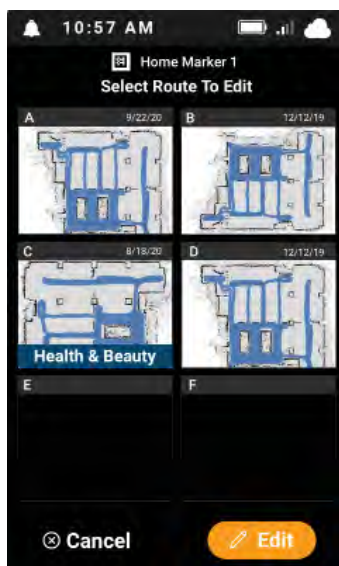 10:57 AM
Home Marker 1
Select Route To Edit
A 9/22/20
B 12/12/19
C 8/18/20
D 12/12/19
Health & Beauty
E
F
Cancel
Edit